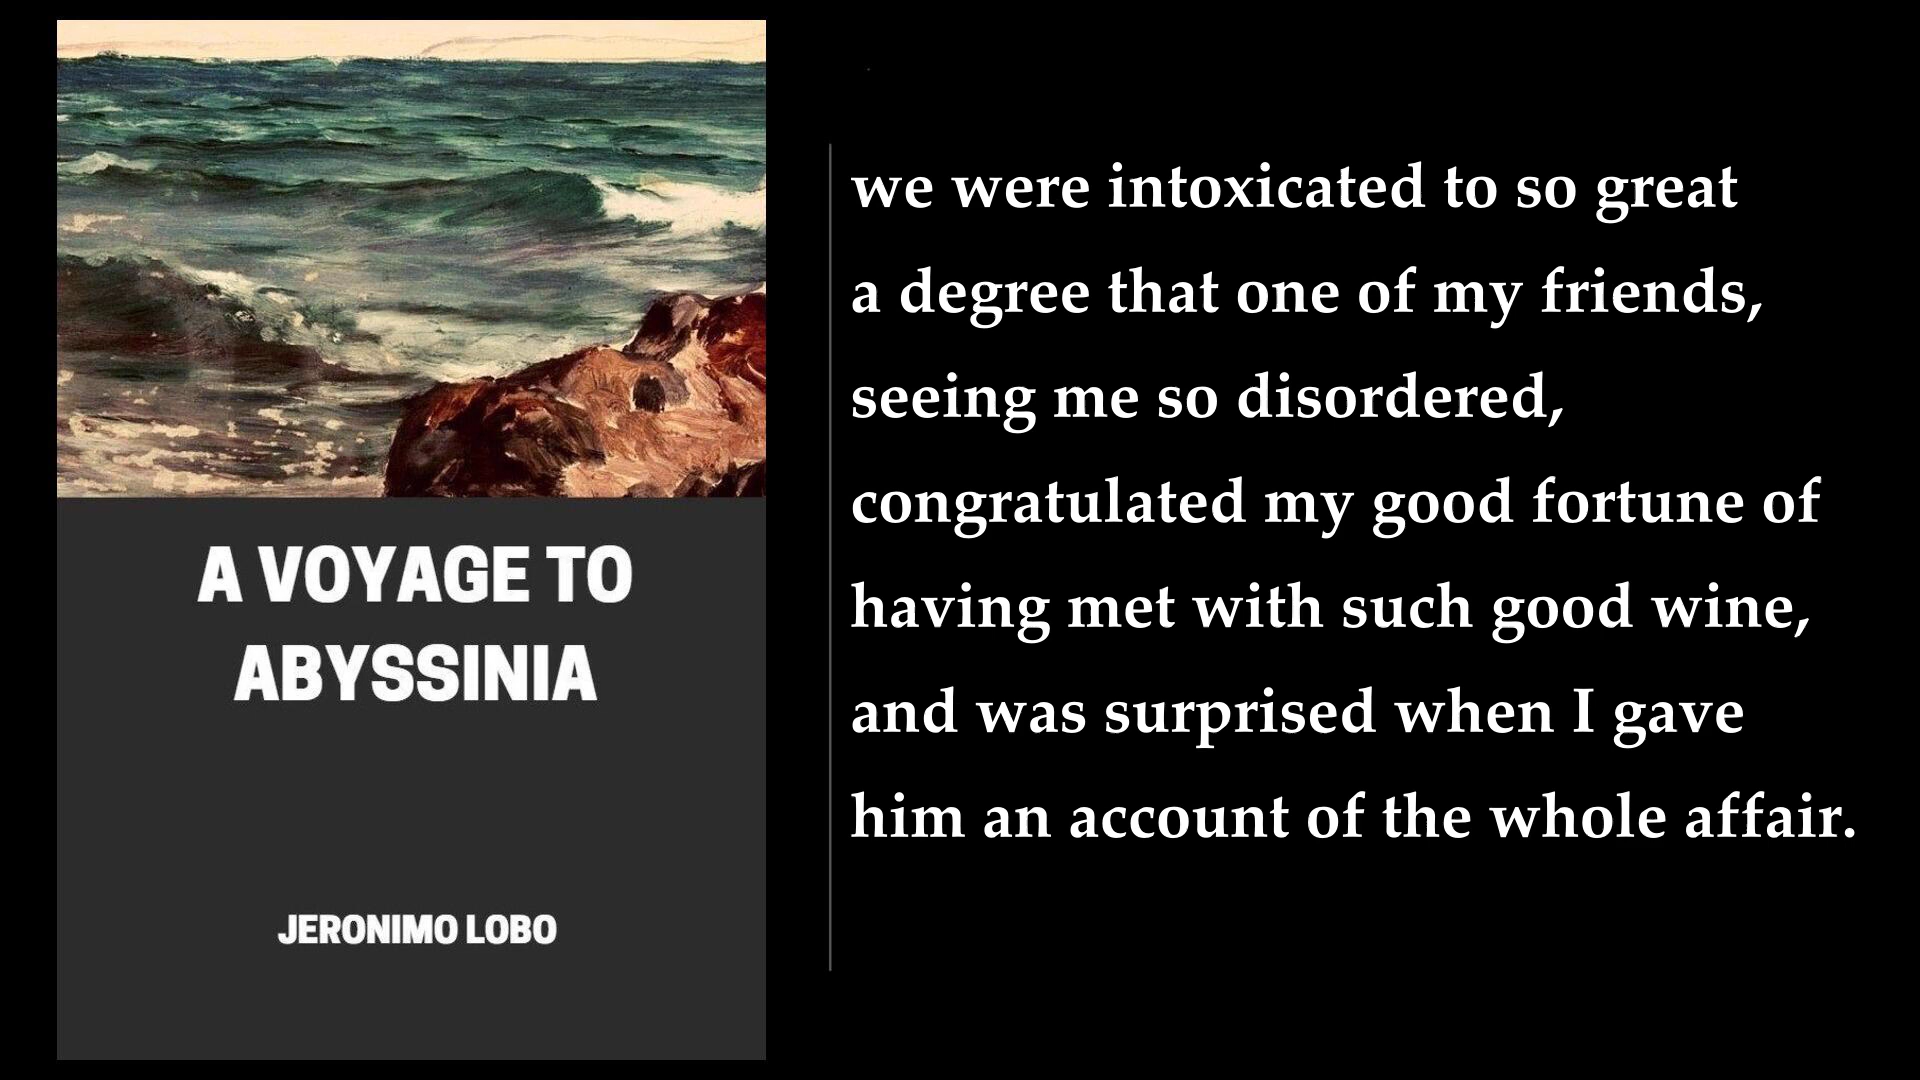 A VOYAGE TO
ABYSSINIA
JERONIMO LOBO
we were intoxicated to so great
a degree that one of my friends,
seeing me so disordered,
congratulated my good fortune of
having met with such good wine,
and was surprised when I gave
him an account of the whole affair.